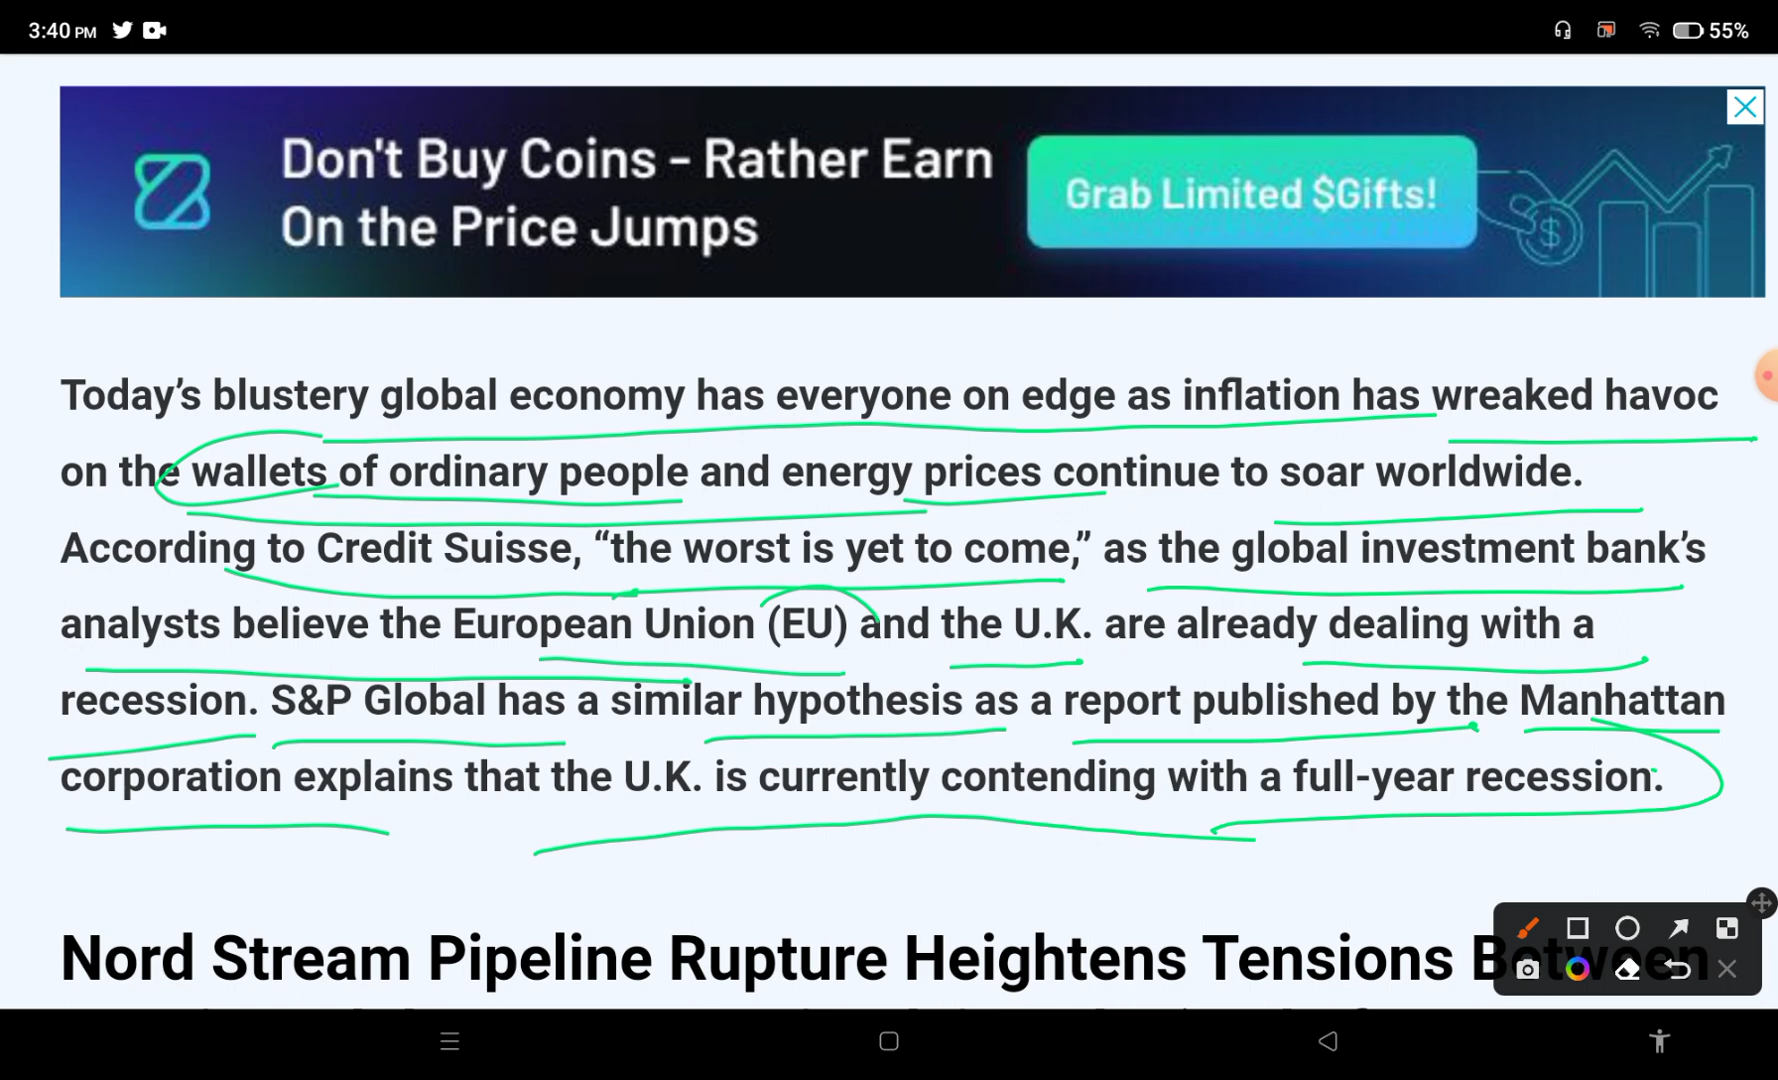 3:40 PM
55%
Don't Buy Coins - Rather Earn
On the Price Jumps
Grab Limited $Gifts!
Today’s blustery global economy has everyone on edge as inflation has wreaked havoc
on the wallets of ordinary people and energy prices continue to soar worldwide.
According to Credit Suisse, “the worst is yet to come,” as the global investment bank’s
analysts believe the European Union (EU) and the U.K. are already dealing with a
recession. S&P Global has a similar hypothesis as a report published by the Manhattan
corporation explains that the U.K. is currently contending with a full-year recession.
Nord Stream Pipeline Rupture Heightens Tensions Between